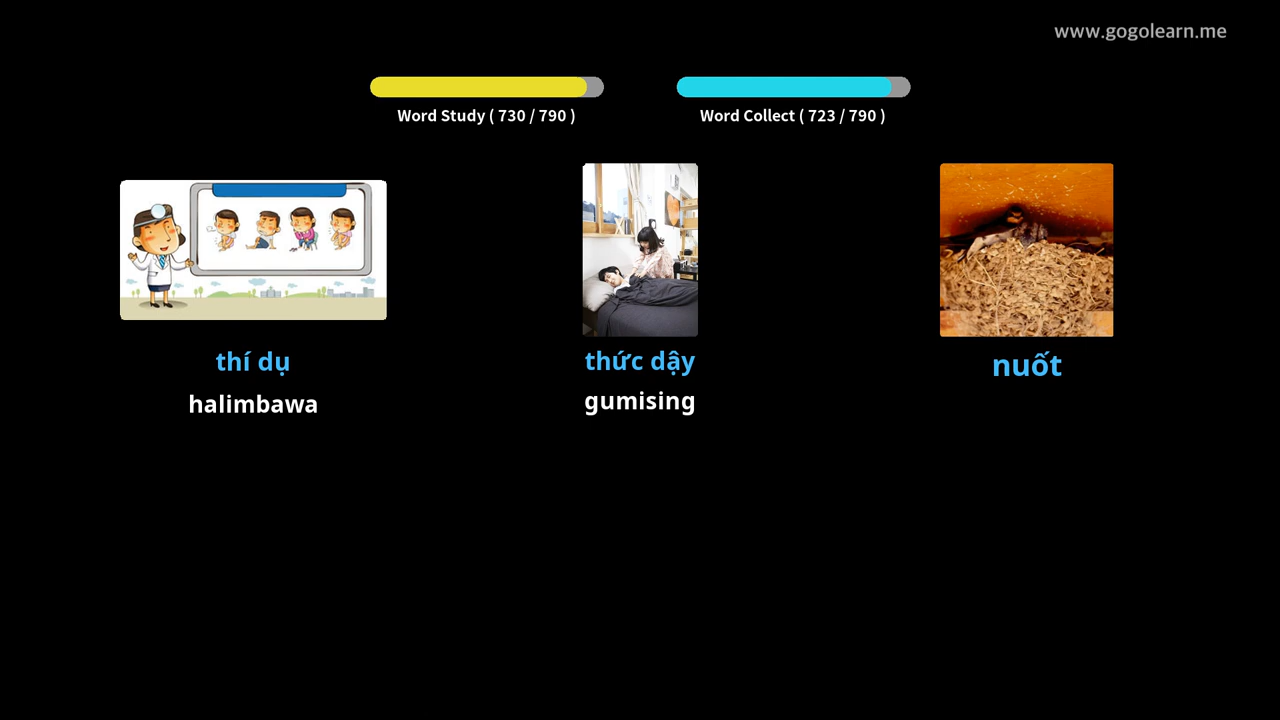 www.gogolearn.me
Word Study ( 730 / 790 )
Word Collect ( 723 / 790 )
thí dụ
halimbawa
thức dậy
gumising
nuốt